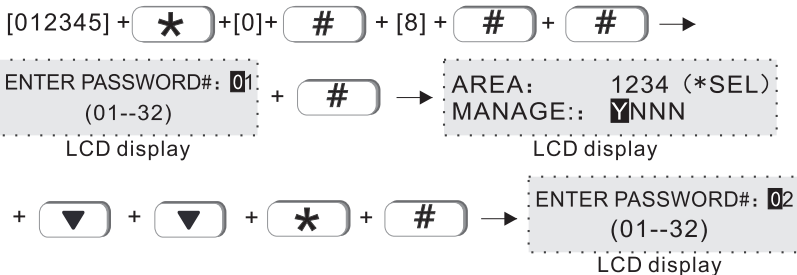 [012345] + * +[0]+ # + [8] + # + # →
ENTER PASSWORD#: 01
(01--32)
LCD display
+ # →
AREA: 1234 (*SEL)
MANAGE:: YNNN
LCD display
+ ▼ + ▼ + * + # →
ENTER PASSWORD#: 02
(01--32)
LCD display